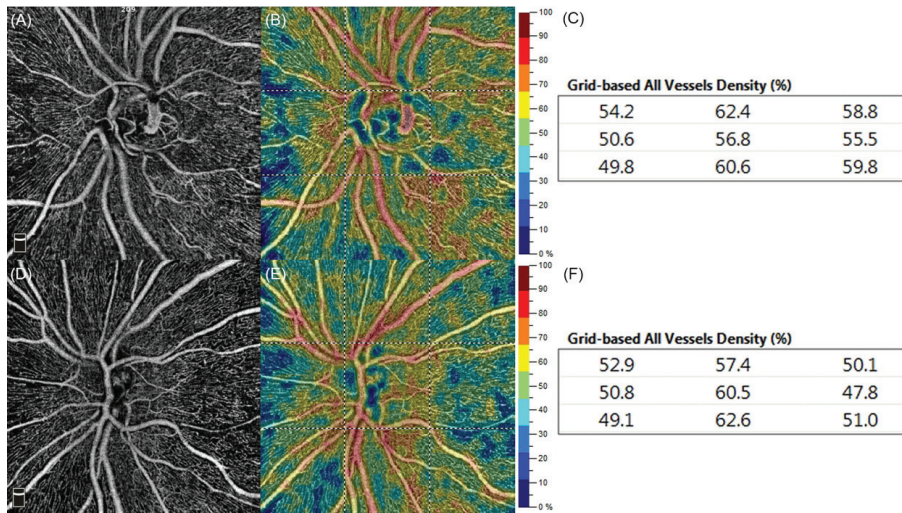 (A)
295
(B)
100
90
80
70
60
50
40
30
20
10
0 %
(C)
Grid-based All Vessels Density (%)
54.2 62.4 58.8
50.6 56.8 55.5
49.8 60.6 59.8
(D)
(E)
100
90
80
70
60
50
40
30
20
10
0 %
(F)
Grid-based All Vessels Density (%)
52.9 57.4 50.1
50.8 60.5 47.8
49.1 62.6 51.0